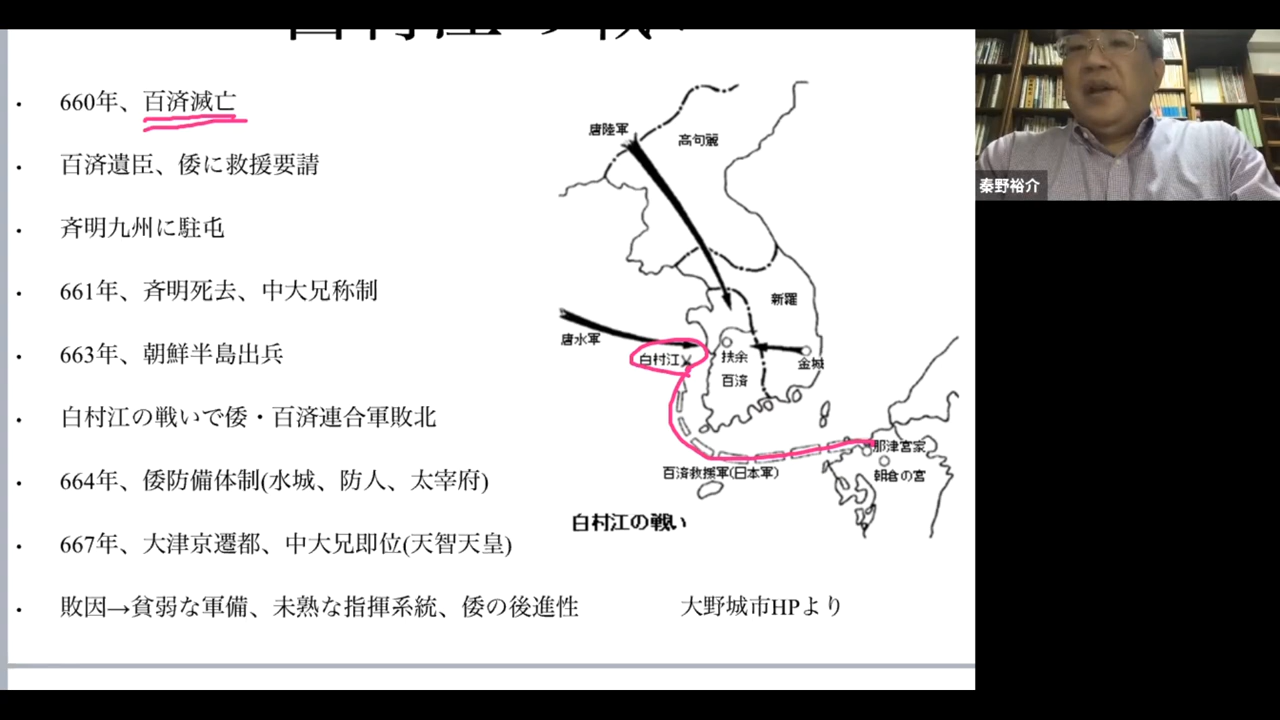 白村江の戦い
・ 660年、百済滅亡
・ 百済遺臣、倭に救援要請
・ 斉明九州に駐屯
・ 661年、斉明死去、中大兄称制
・ 663年、朝鮮半島出兵
・ 白村江の戦いで倭・百済連合軍敗北
・ 664年、倭防備体制(水城、防人、太宰府)
・ 667年、大津京遷都、中大兄即位(天智天皇)
・ 敗因→貧弱な軍備、未熟な指揮系統、倭の後進性
大野城市HPより
唐陸軍
高句麗
新羅
唐水軍
白村江
扶余
金城
百済
那津宮家
百済救援軍(日本軍)
朝倉の宮
白村江の戦い
秦野裕介